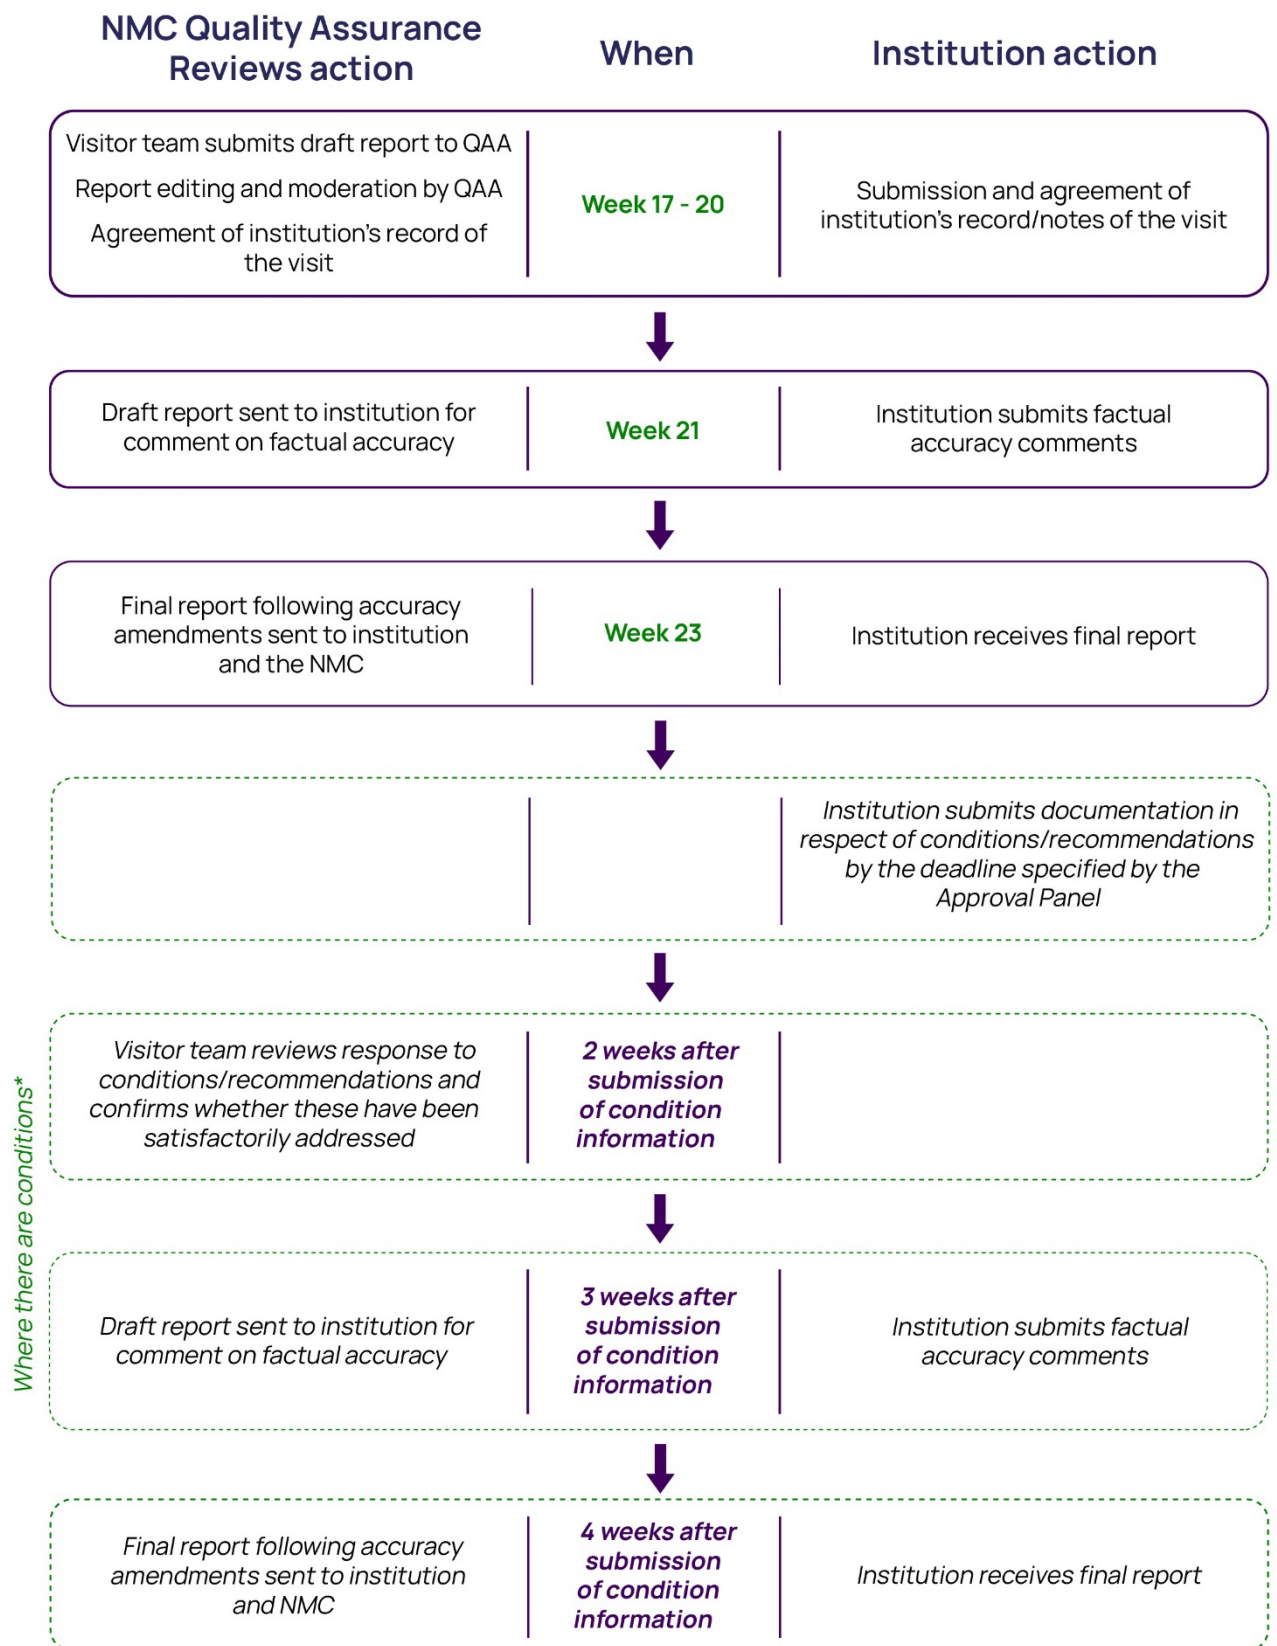 NMC Quality Assurance
Reviews action
When
Institution action
Visitor team submits draft report to QAA
Report editing and moderation by QAA
Agreement of institution’s record of
the visit
Week 17 - 20
Submission and agreement of
institution’s record/notes of the visit
Draft report sent to institution for
comment on factual accuracy
Week 21
Institution submits factual
accuracy comments
Final report following accuracy
amendments sent to institution
and the NMC
Week 23
Institution receives final report
Institution submits documentation in
respect of conditions/recommendations
by the deadline specified by the
Approval Panel
Where there are conditions*
Visitor team reviews response to
conditions/recommendations and
confirms whether these have been
satisfactorily addressed
2 weeks after
submission
of condition
information
Draft report sent to institution for
comment on factual accuracy
3 weeks after
submission
of condition
information
Institution submits factual
accuracy comments
Final report following accuracy
amendments sent to institution
and NMC
4 weeks after
submission
of condition
information
Institution receives final report